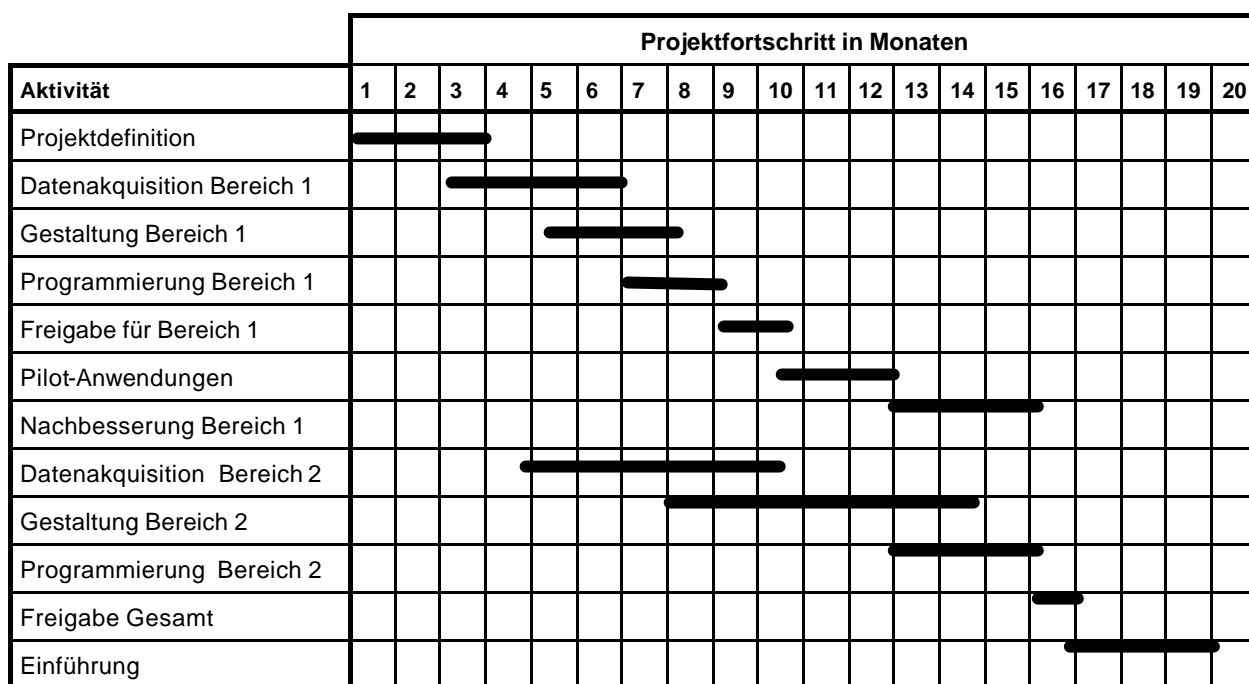 Projektfortschritt in Monaten
Aktivität 1 2 3 4 5 6 7 8 9 10 11 12 13 14 15 16 17 18 19 20
Projektdefinition
Datenakquisition Bereich 1
Gestaltung Bereich 1
Programmierung Bereich 1
Freigabe für Bereich 1
Pilot-Anwendungen
Nachbesserung Bereich 1
Datenakquisition Bereich 2
Gestaltung Bereich 2
Programmierung Bereich 2
Freigabe Gesamt
Einführung